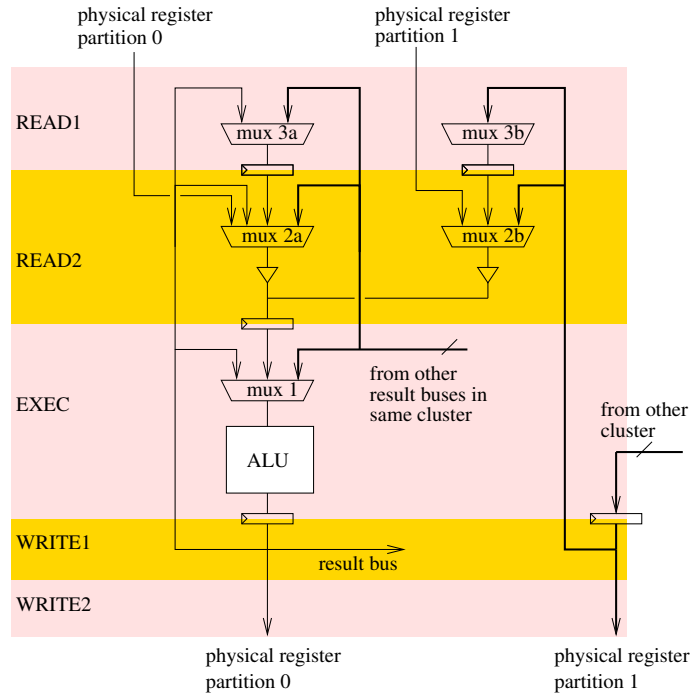 physical register
partition 0
physical register
partition 1
READ1
mux 3a
mux 3b
READ2
mux 2a
mux 2b
EXEC
mux 1
from other
result buses in
same cluster
from other
cluster
ALU
WRITE1
result bus
WRITE2
physical register
partition 0
physical register
partition 1